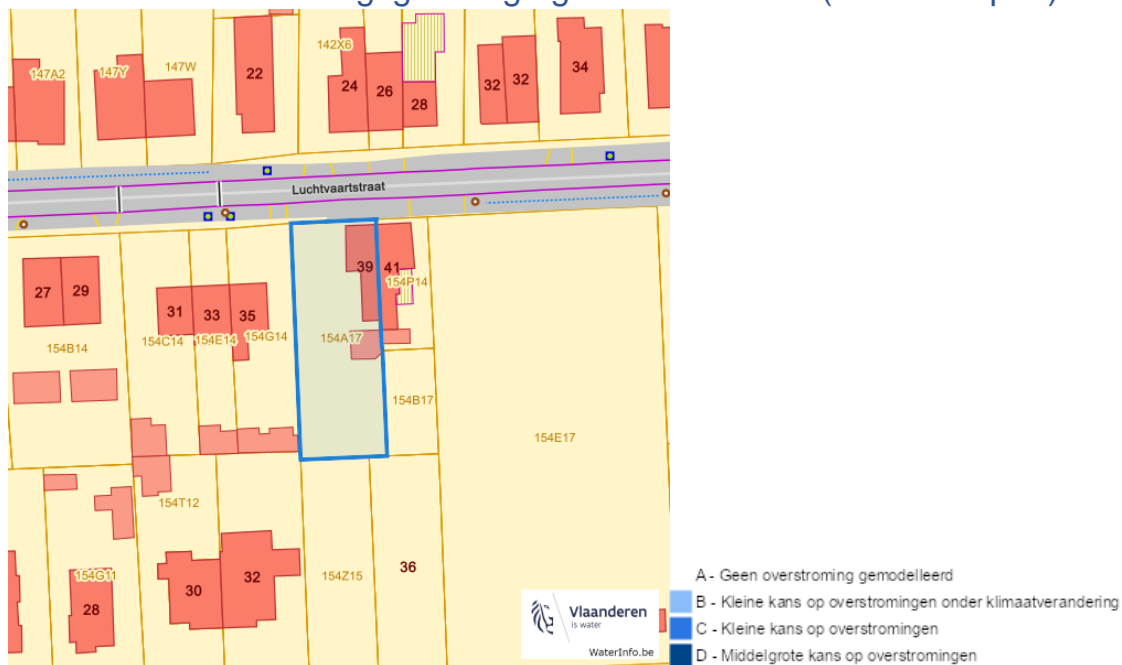 147A2 147Y 147W 22 142X6 24 26 28 32 32 34
Luchtvaartstraat
27 29 31 33 35 39 41
154B14 154C14 154E14 154G14 154A17 154P14
154B17
154E17
154T12
154G11 28 30 32 154Z15 36
Vlaanderen
is water
WaterInfo.be
A - Geen overstroming gemodelleerd
B - Kleine kans op overstromingen onder klimaatverandering
C - Kleine kans op overstromingen
D - Middelgrote kans op overstromingen